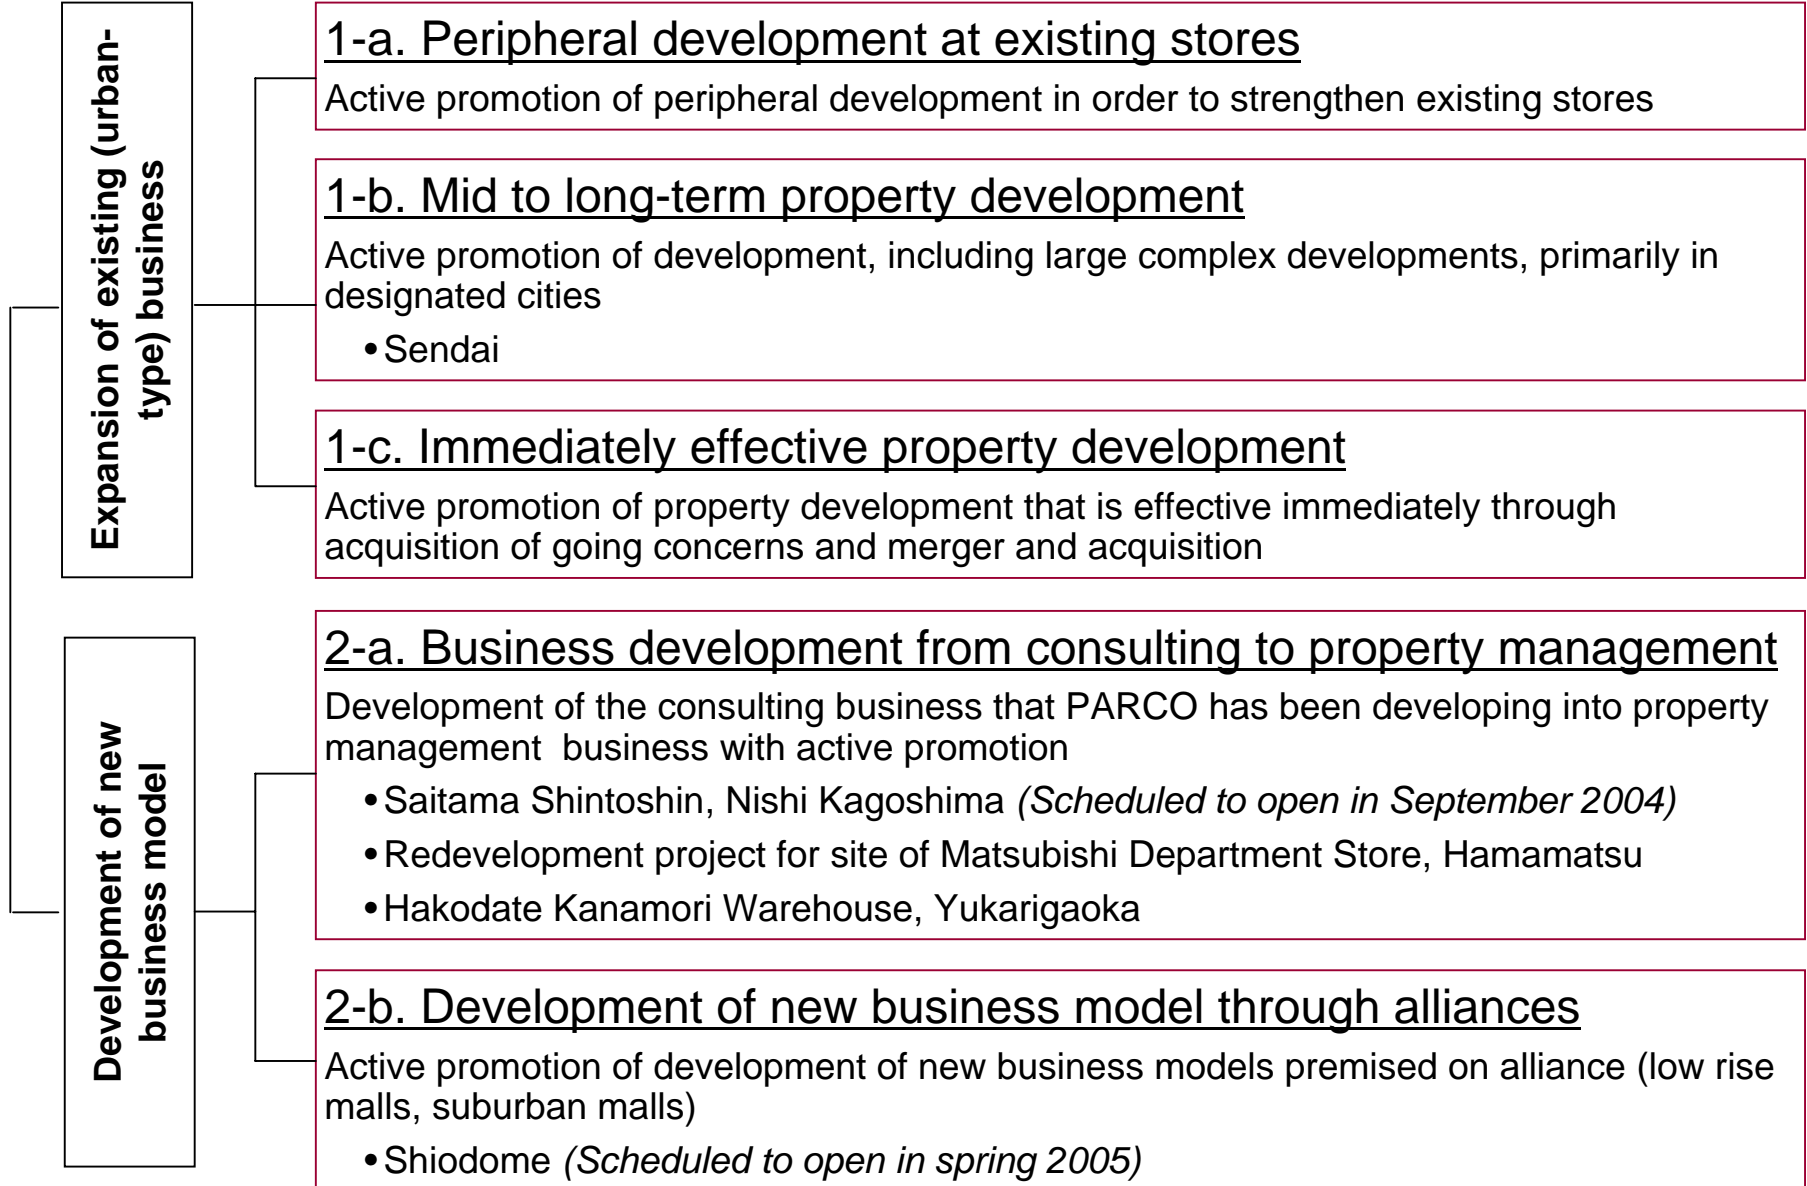 Expansion of existing (urban-
type) business
1-a. Peripheral development at existing stores
Active promotion of peripheral development in order to strengthen existing stores
1-b. Mid to long-term property development
Active promotion of development, including large complex developments, primarily in
designated cities
•Sendai
1-c. Immediately effective property development
Active promotion of property development that is effective immediately through
acquisition of going concerns and merger and acquisition
Development of new
business model
2-a. Business development from consulting to property management
Development of the consulting business that PARCO has been developing into property
management  business with active promotion
•Saitama Shintoshin, Nishi Kagoshima (Scheduled to open in September 2004)
•Redevelopment project for site of Matsubishi Department Store, Hamamatsu
•Hakodate Kanamori Warehouse, Yukarigaoka
2-b. Development of new business model through alliances
Active promotion of development of new business models premised on alliance (low rise
malls, suburban malls)
•Shiodome (Scheduled to open in spring 2005)